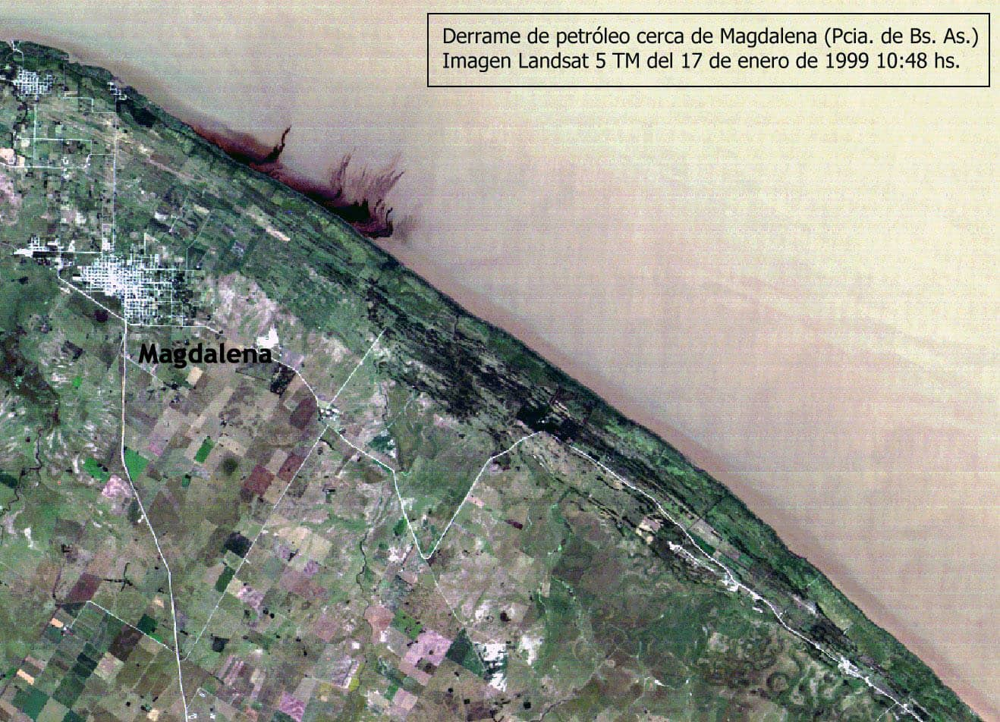 Derrame de petróleo cerca de Magdalena (Pcia. de Bs. As.)
Imagen Landsat 5 TM del 17 de enero de 1999 10:48 hs.
Magdalena